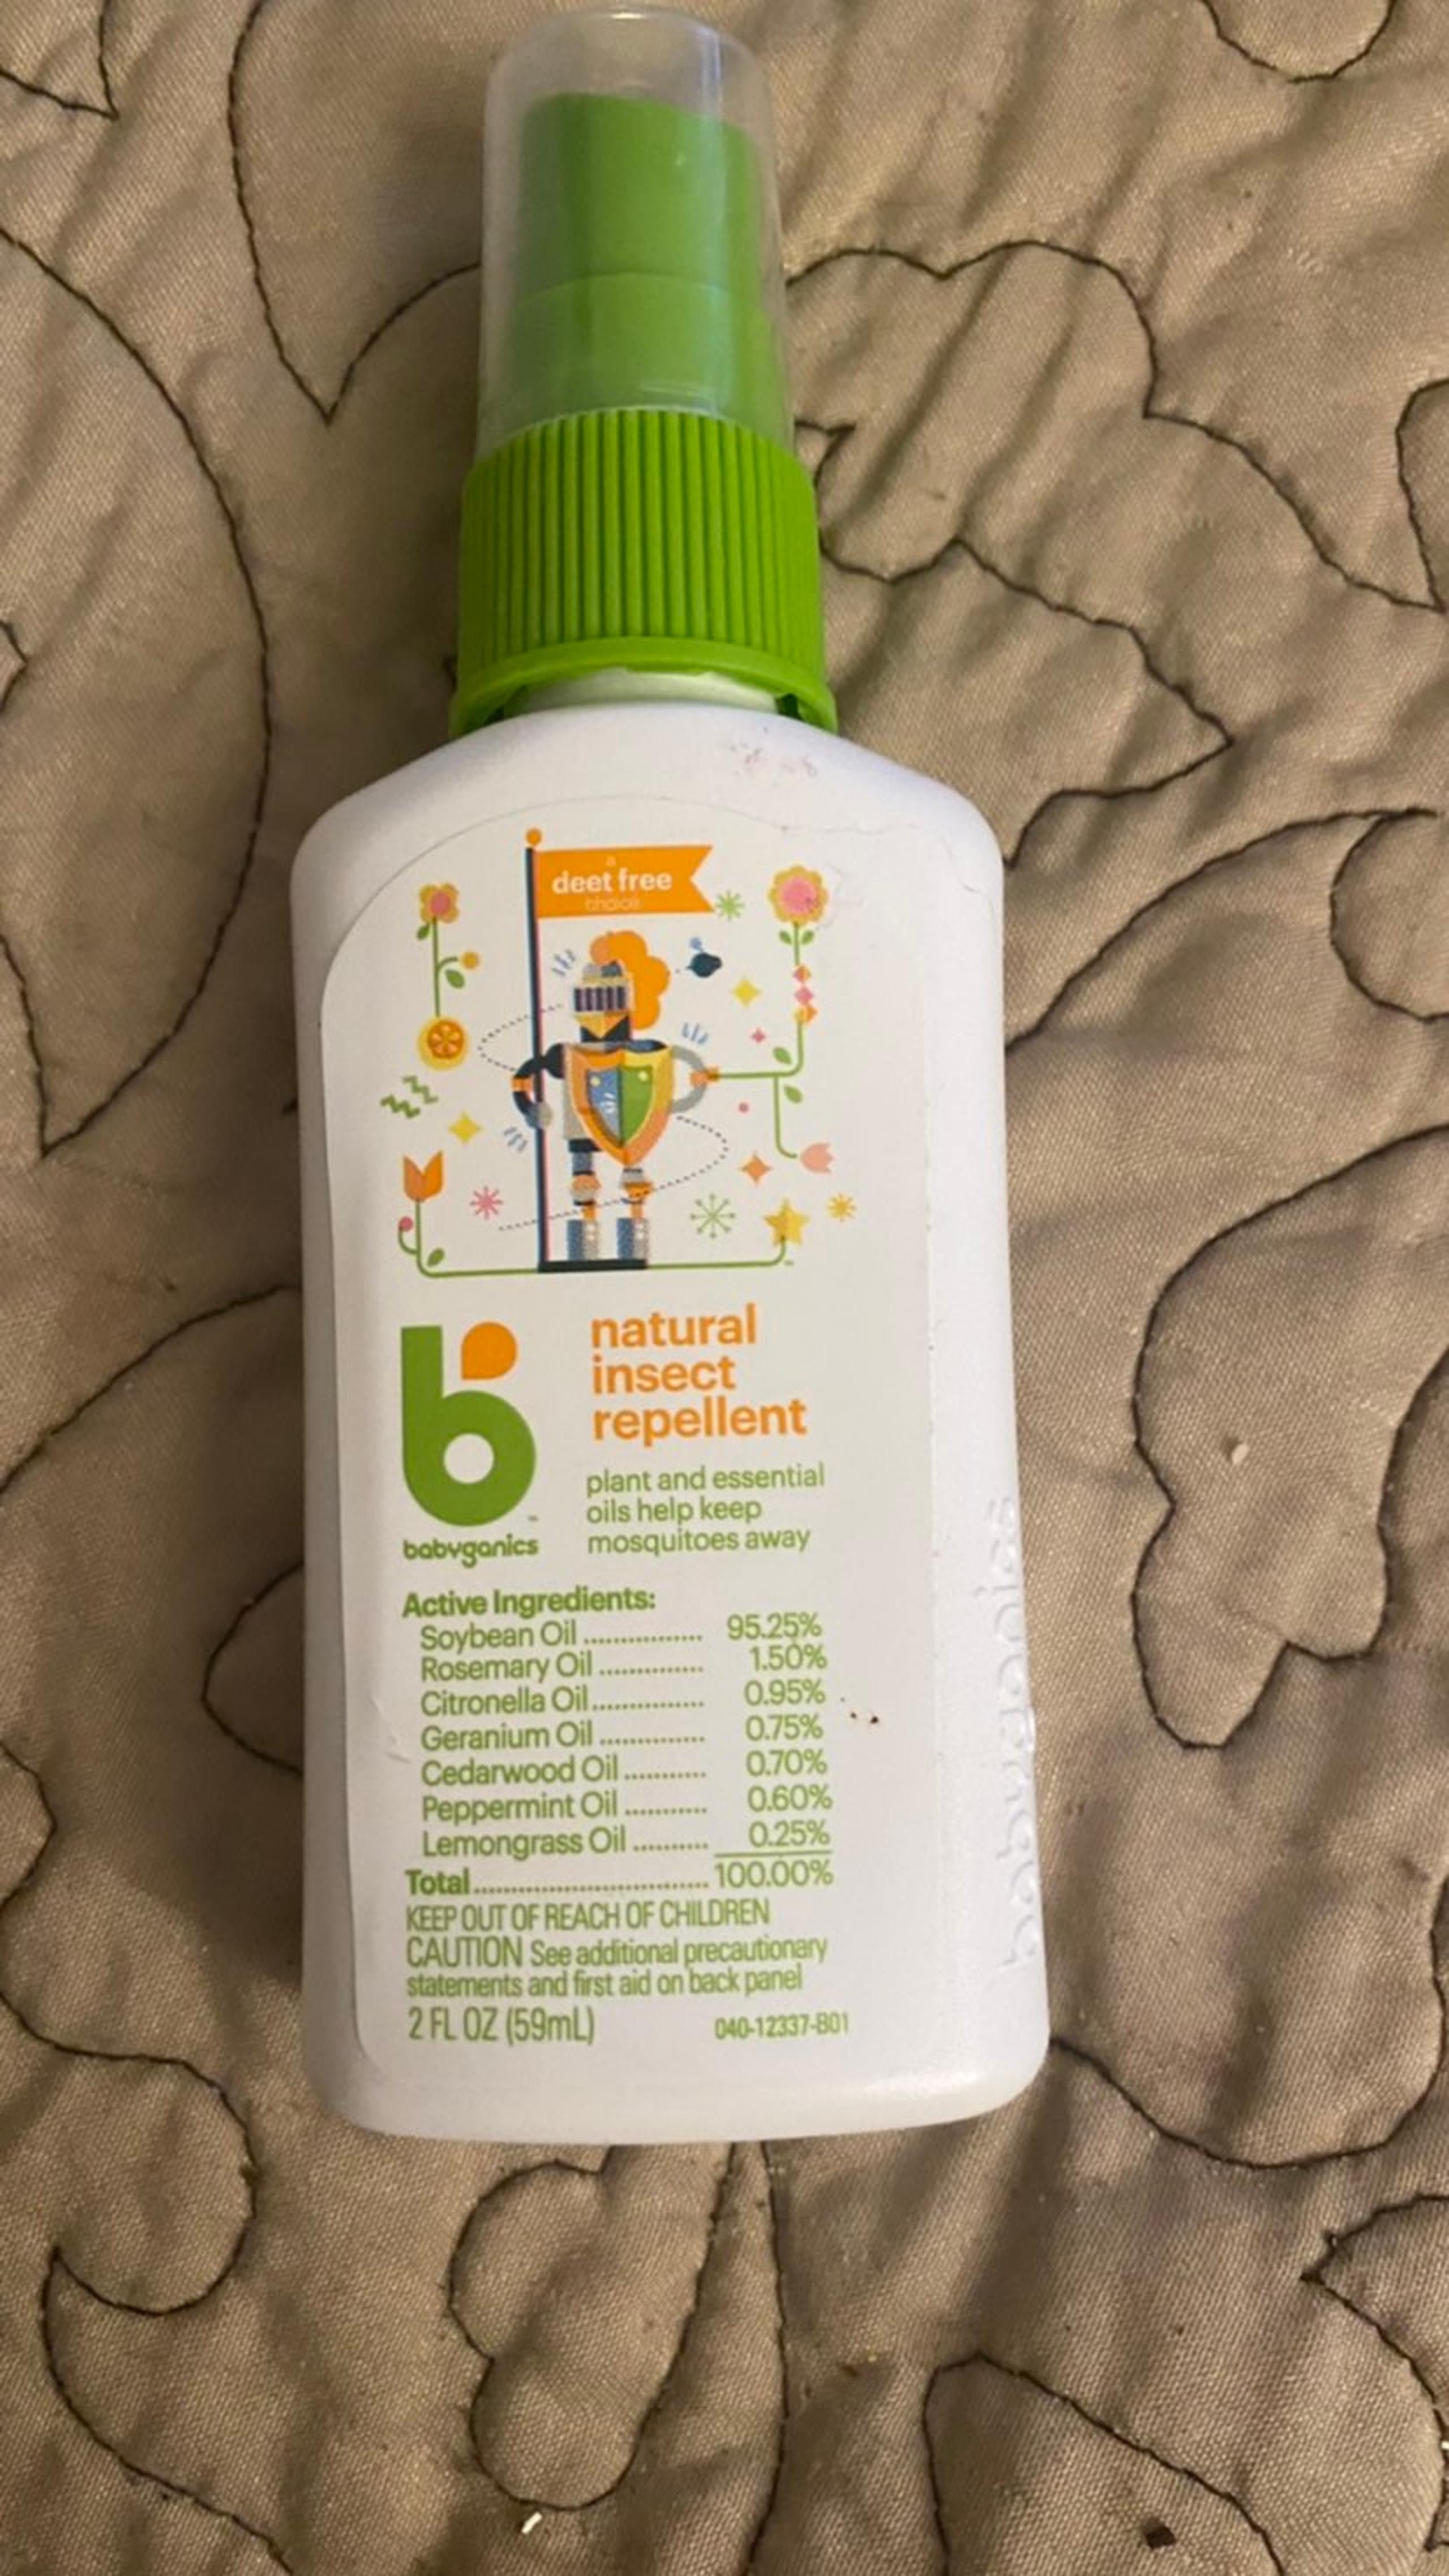 a
deet free
choice
natural
insect
repellent
plant and essential
oils help keep
mosquitoes away
b
babyganics
Active Ingredients:
Soybean Oil ................ 95.25%
Rosemary Oil .............. 1.50%
Citronella Oil ............... 0.95%
Geranium Oil .............. 0.75%
Cedarwood Oil ........... 0.70%
Peppermint Oil ........... 0.60%
Lemongrass Oil .......... 0.25%
Total ............................... 100.00%
KEEP OUT OF REACH OF CHILDREN
CAUTION See additional precautionary
statements and first aid on back panel
2 FL OZ (59mL) 040-12337-B01
babyganics